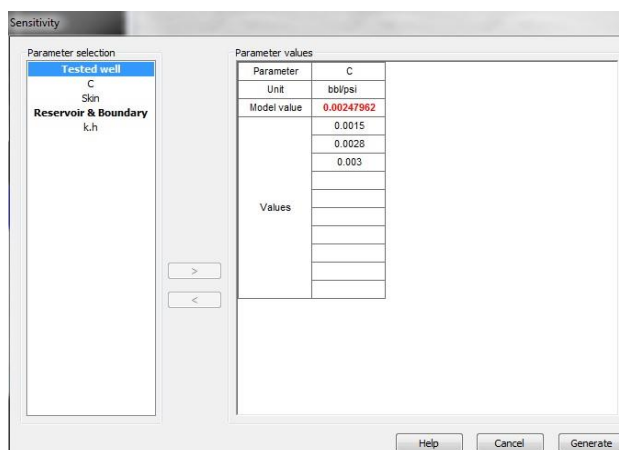 Sensitivity
Parameter selection
Tested well
C
Skin
Reservoir & Boundary
k.h
>
<
Parameter values
Parameter C
Unit bbl/psi
Model value 0.00247962
Values
0.0015
0.0028
0.003
Help Cancel Generate